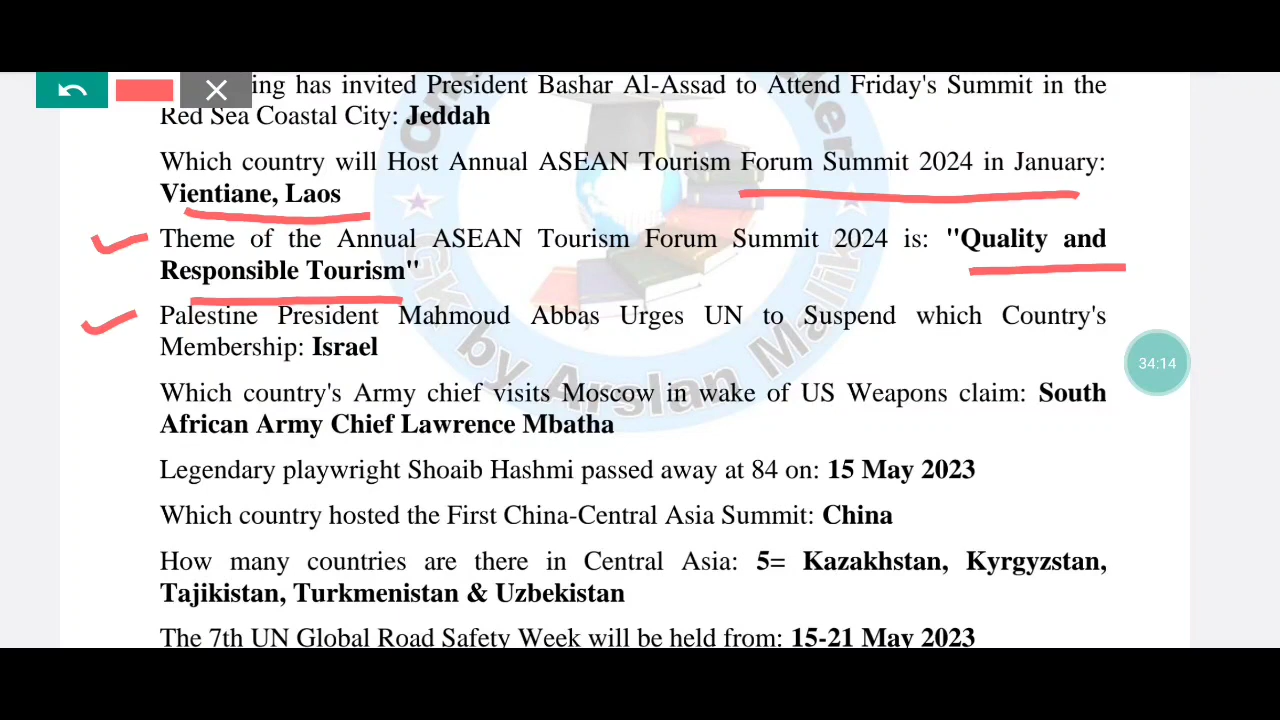 ing has invited President Bashar Al-Assad to Attend Friday's Summit in the
Red Sea Coastal City: Jeddah
Which country will Host Annual ASEAN Tourism Forum Summit 2024 in January:
Vientiane, Laos
Theme of the Annual ASEAN Tourism Forum Summit 2024 is: "Quality and
Responsible Tourism"
Palestine President Mahmoud Abbas Urges UN to Suspend which Country's
Membership: Israel
34:14
Which country's Army chief visits Moscow in wake of US Weapons claim: South
African Army Chief Lawrence Mbatha
Legendary playwright Shoaib Hashmi passed away at 84 on: 15 May 2023
Which country hosted the First China-Central Asia Summit: China
How many countries are there in Central Asia: 5= Kazakhstan, Kyrgyzstan,
Tajikistan, Turkmenistan & Uzbekistan
The 7th UN Global Road Safety Week will be held from: 15-21 May 2023
GK by Arslan Malik